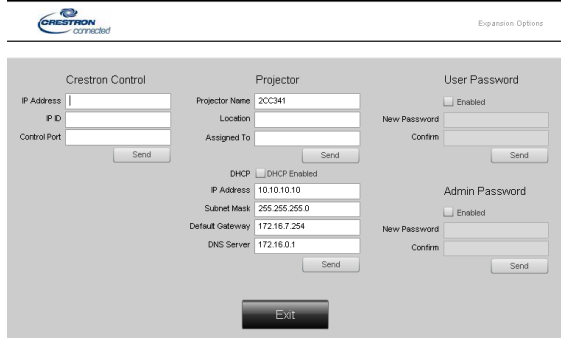 CRESTRON
connected
Expansion Options
Crestron Control
IP Address
IP ID
Control Port
Send
Projector
Projector Name 2CC341
Location
Assigned To
Send
DHCP DHCP Enabled
IP Address 10.10.10.10
Subnet Mask 255.255.255.0
Default Gateway 172.16.7.254
DNS Server 172.16.0.1
Send
User Password
Enabled
New Password
Confirm
Send
Admin Password
Enabled
New Password
Confirm
Send
Exit